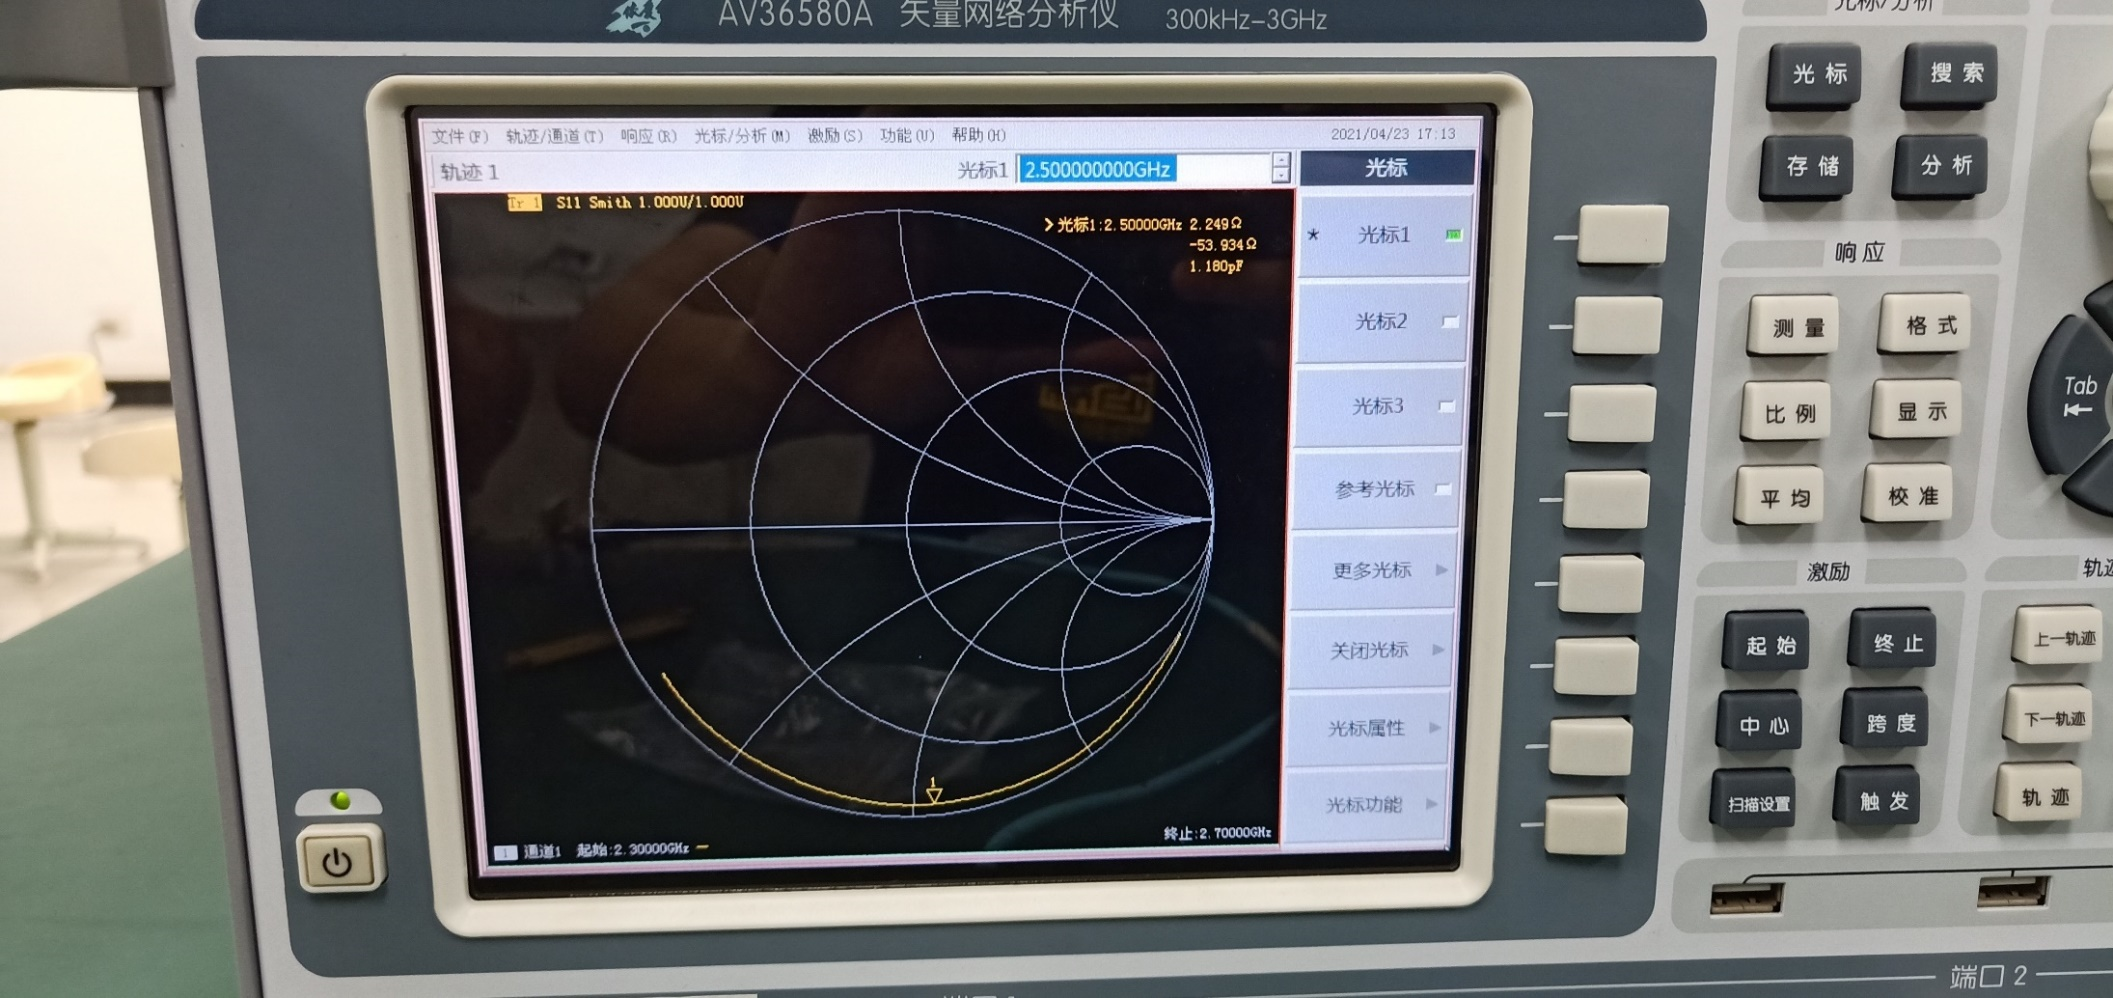 AV36580A 矢量网络分析仪 300kHz-3GHz
文件(F) 轨迹/通道(T) 响应(R) 光标/分析(M) 激励(S) 功能(U) 帮助(H) 2021/04/23 17:13
轨迹 1 光标1 2.500000000GHz 光标
Tr 1 S11 Smith 1.000U/1.000U
>光标1:2.50000GHz 2.249Ω
-53.934Ω
1.180pF
1
1 通道1 起始:2.30000GHz 终止:2.70000GHz
* 光标1
光标2
光标3
参考光标
更多光标
关闭光标
光标属性
光标功能
光标/分析
光标 搜索
存储 分析
响应
测量 格式
比例 显示
平均 校准
Tab
激励
起始 终止
中心 跨度
扫描设置 触发
上一轨迹
下一轨迹
轨迹
端口 2